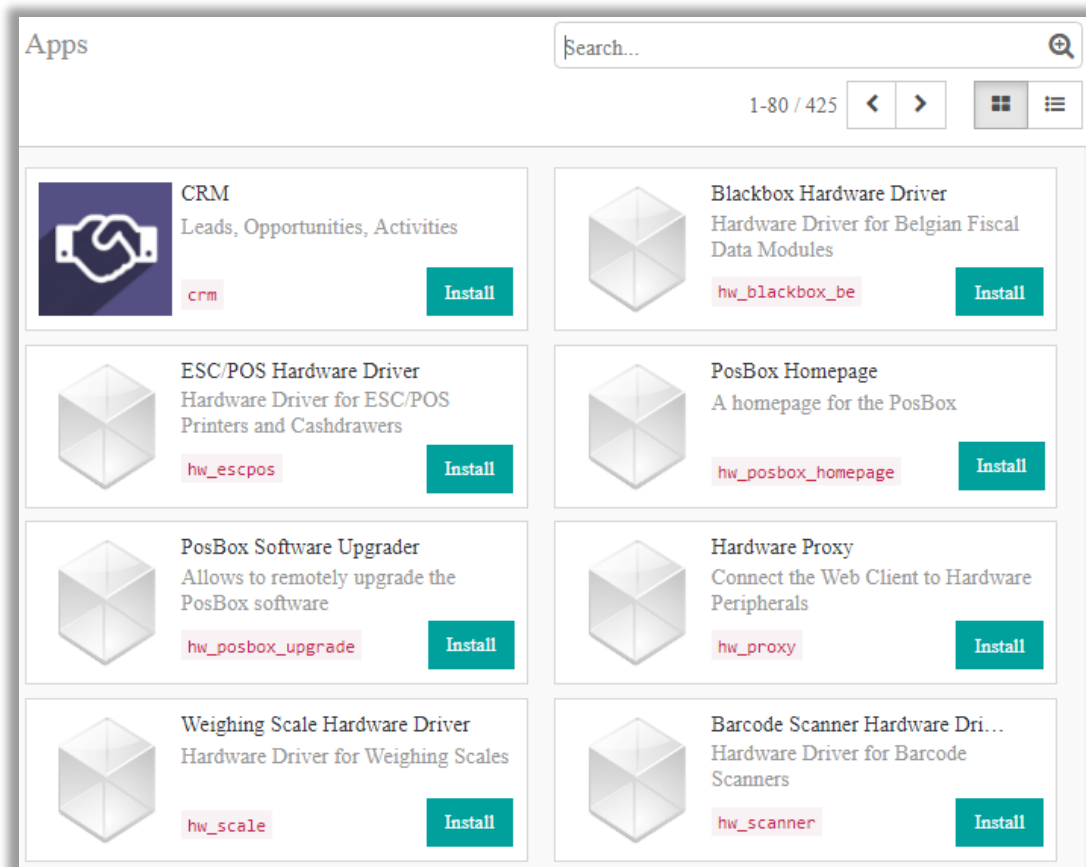 Apps
Search...
1-80 / 425
CRM
Leads, Opportunities, Activities
crm
Install
Blackbox Hardware Driver
Hardware Driver for Belgian Fiscal
Data Modules
hw_blackbox_be
Install
ESC/POS Hardware Driver
Hardware Driver for ESC/POS
Printers and Cashdrawers
hw_escpos
Install
PosBox Homepage
A homepage for the PosBox
hw_posbox_homepage
Install
PosBox Software Upgrader
Allows to remotely upgrade the
PosBox software
hw_posbox_upgrade
Install
Hardware Proxy
Connect the Web Client to Hardware
Peripherals
hw_proxy
Install
Weighing Scale Hardware Driver
Hardware Driver for Weighing Scales
hw_scale
Install
Barcode Scanner Hardware Dri...
Hardware Driver for Barcode
Scanners
hw_scanner
Install